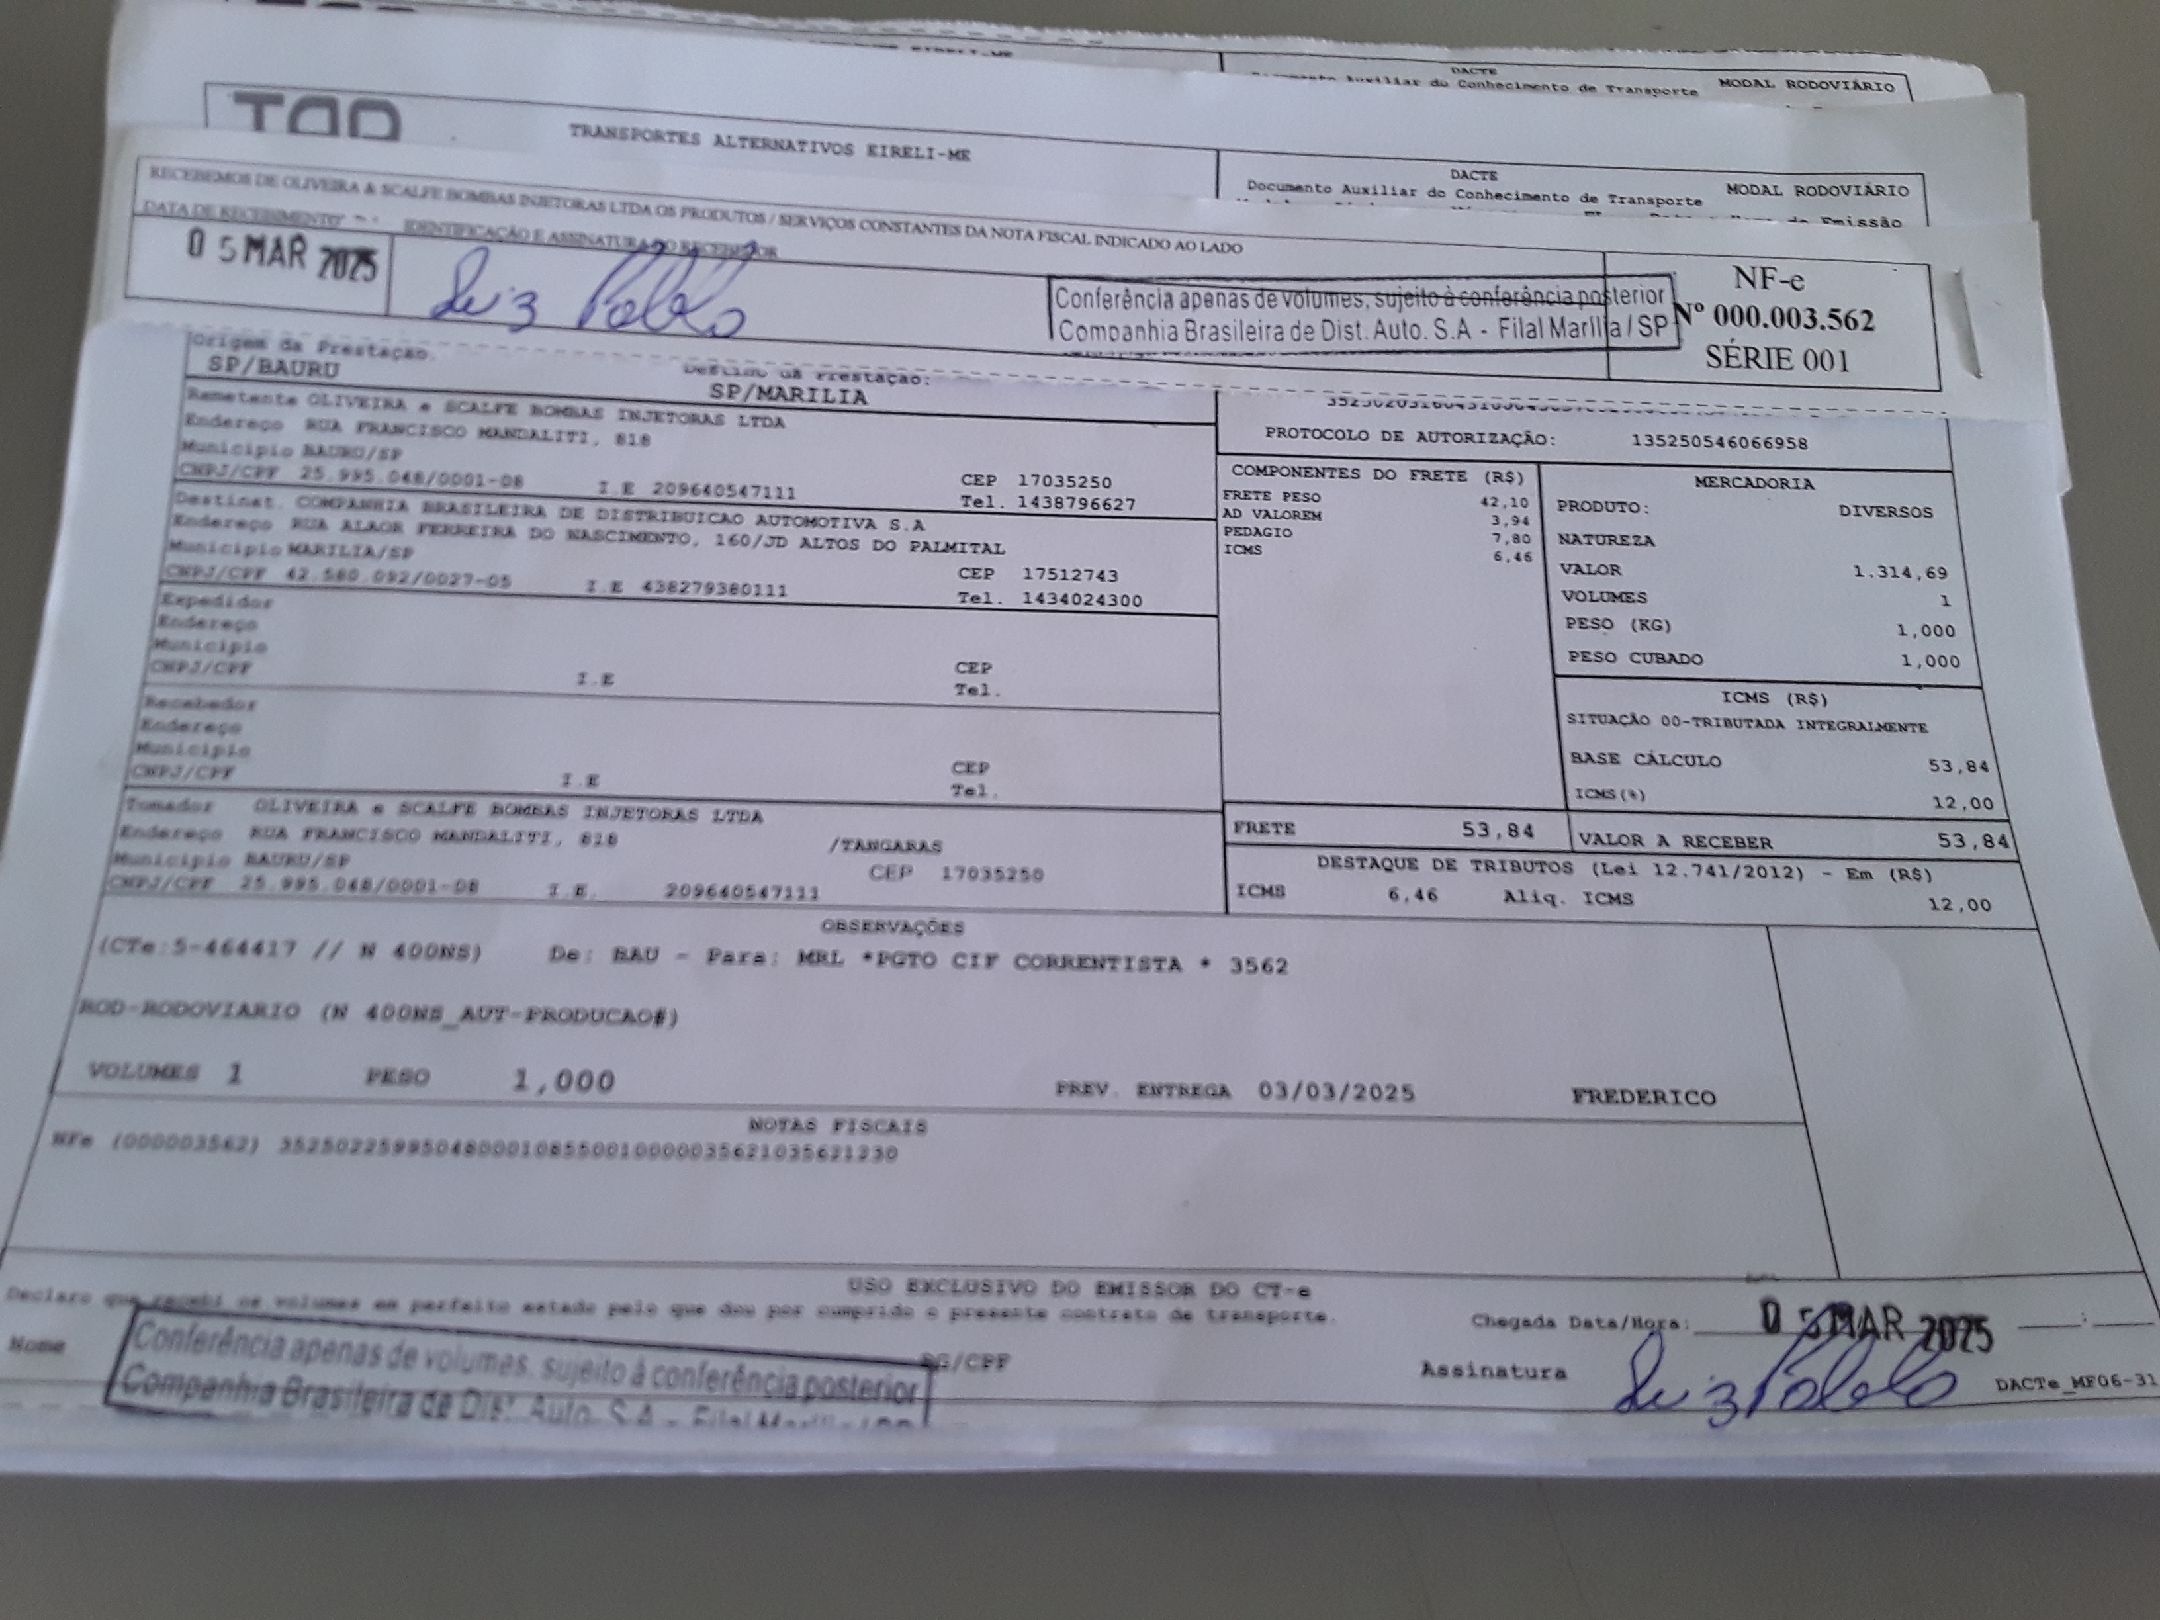 DACTE
Documento Auxiliar do Conhecimento de Transporte MODAL RODOVIÁRIO
TRANSPORTES ALTERNATIVOS EIRELI-ME
DACTE
Documento Auxiliar do Conhecimento de Transporte MODAL RODOVIÁRIO
RECEBEMOS DE OLIVEIRA & SCALFE BOMBAS INJETORAS LTDA OS PRODUTOS / SERVIÇOS CONSTANTES DA NOTA FISCAL INDICADO AO LADO
DATA DE RECEBIMENTO IDENTIFICAÇÃO E ASSINATURA DO RECEBEDOR
05 MAR 2025
Luiz Pablo
Conferência apenas de volumes, sujeito à conferência posterior
Companhia Brasileira de Dist. Auto. S.A - Filal Marília / SP
NF-e
Nº 000.003.562
SÉRIE 001
Origem da Prestação.
SP/BAURU
Destino da Prestação:
SP/MARILIA
Remetente OLIVEIRA e SCALFE BOMBAS INJETORAS LTDA
Endereço RUA FRANCISCO MANDALITI, 818
Município BAURU/SP CEP 17035250
CNPJ/CPF 25.995.048/0001-08 I.E 209640547111 Tel. 1438796627
Destinat. COMPANHIA BRASILEIRA DE DISTRIBUICAO AUTOMOTIVA S.A
Endereço RUA ALAOR FERREIRA DO NASCIMENTO, 160/JD ALTOS DO PALMITAL
Município MARILIA/SP CEP 17512743
CNPJ/CPF 42.580.092/0027-05 I.E 438279380111 Tel. 1434024300
Expedidor
Endereço
Município CEP
CNPJ/CPF I.E Tel.
Recebedor
Endereço
Município CEP
CNPJ/CPF I.E Tel.
Tomador OLIVEIRA e SCALFE BOMBAS INJETORAS LTDA
Endereço RUA FRANCISCO MANDALITI, 818 /TANGARAS
Município BAURU/SP CEP 17035250
CNPJ/CPF 25.995.048/0001-08 I.E. 209640547111
PROTOCOLO DE AUTORIZAÇÃO: 135250546066958
COMPONENTES DO FRETE (R$)
FRETE PESO 42,10
AD VALOREM 3,94
PEDAGIO 7,80
ICMS 6,46
MERCADORIA
PRODUTO: DIVERSOS
NATUREZA
VALOR 1.314,69
VOLUMES 1
PESO (KG) 1,000
PESO CUBADO 1,000
ICMS (R$)
SITUAÇÃO 00-TRIBUTADA INTEGRALMENTE
BASE CÁLCULO 53,84
ICMS(%) 12,00
FRETE 53,84 VALOR A RECEBER 53,84
DESTAQUE DE TRIBUTOS (Lei 12.741/2012) - Em (R$)
ICMS 6,46 Aliq. ICMS 12,00
OBSERVAÇÕES
(CTe:5-464417 // N 400NS) De: BAU - Para: MRL *PGTO CIF CORRENTISTA * 3562
ROD-RODOVIARIO (N 400NS_AUT-PRODUCAO#)
VOLUMES 1 PESO 1,000 PREV. ENTREGA 03/03/2025 FREDERICO
NOTAS FISCAIS
NFe (000003562) 35250225995048000108550010000035621035621230
USO EXCLUSIVO DO EMISSOR DO CT-e
Declaro que recebi os volumes em perfeito estado pelo que dou por cumprido o presente contrato de transporte.
Chegada Data/Hora: 05 MAR 2025 :
Nome RG/CPF Assinatura Luiz Pablo DACTe_MF06-31
Conferência apenas de volumes, sujeito à conferência posterior
Companhia Brasileira de Dist. Auto. S.A - Filal